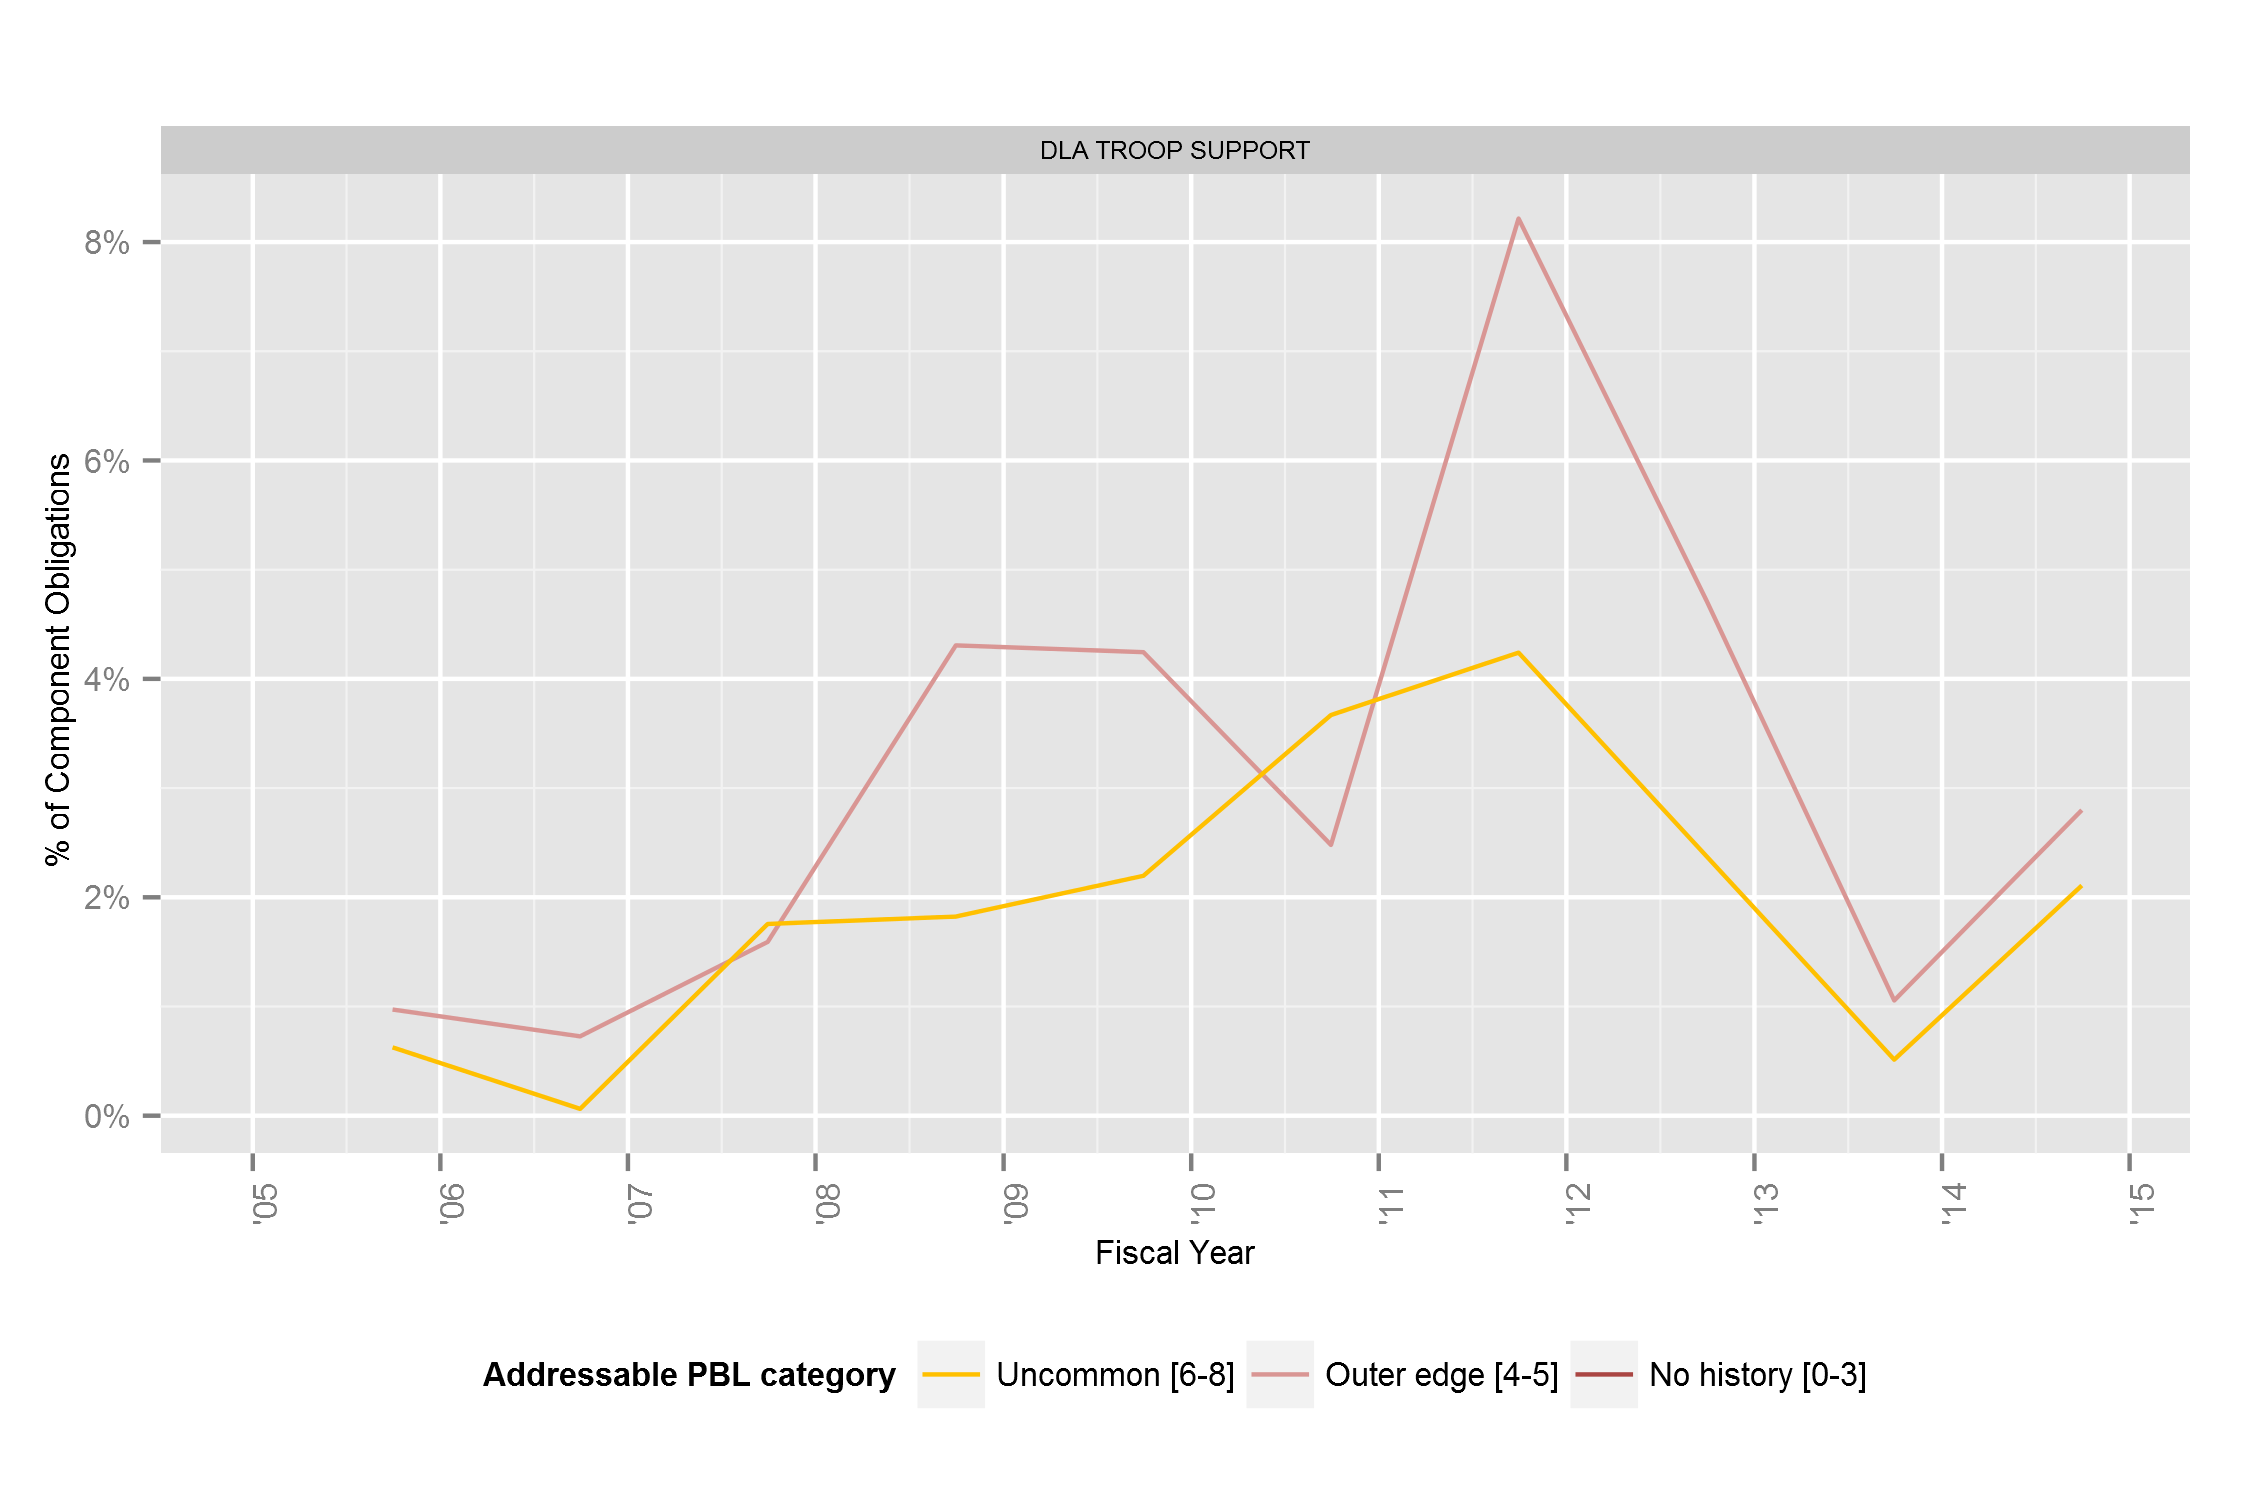 DLA TROOP SUPPORT
% of Component Obligations
8%
6%
4%
2%
0%
'05 '06 '07 '08 '09 '10 '11 '12 '13 '14 '15
Fiscal Year
Addressable PBL category Uncommon [6-8] Outer edge [4-5] No history [0-3]